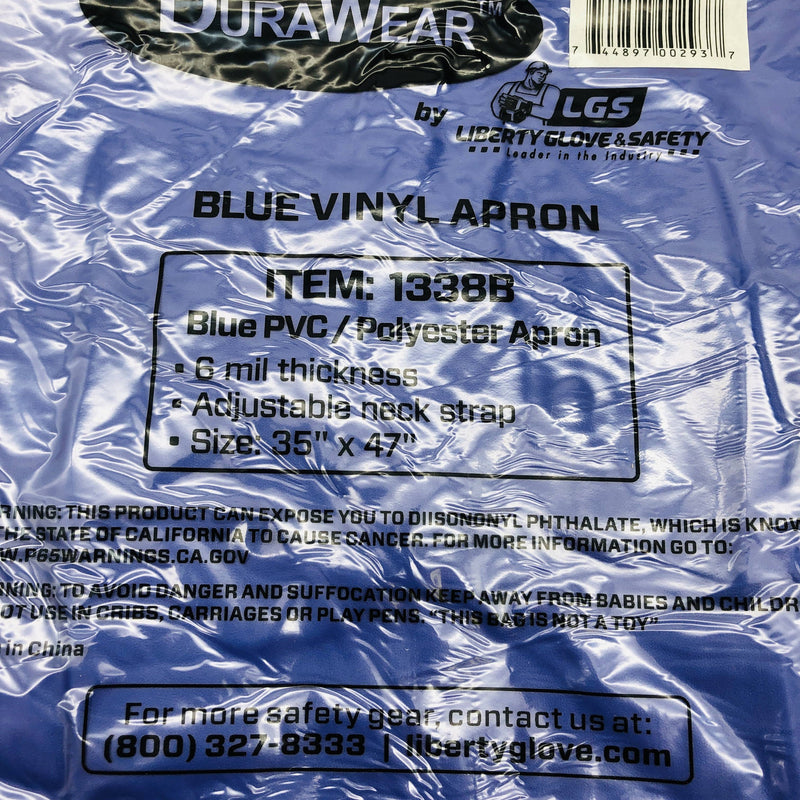 DURAWEAR™
7 44897 00293 7
by LGS
LIBERTY GLOVE & SAFETY
Leader in the Industry
BLUE VINYL APRON
ITEM: 1338B
Blue PVC / Polyester Apron
• 6 mil thickness
• Adjustable neck strap
• Size: 35" x 47"
RNING: THIS PRODUCT CAN EXPOSE YOU TO DIISONONYL PHTHALATE, WHICH IS KNOW
THE STATE OF CALIFORNIA TO CAUSE CANCER. FOR MORE INFORMATION GO TO:
W.P65WARNINGS.CA.GOV
RNING: TO AVOID DANGER AND SUFFOCATION KEEP AWAY FROM BABIES AND CHILDR
OT USE IN CRIBS, CARRIAGES OR PLAY PENS. "THIS BAG IS NOT A TOY"
in China
For more safety gear, contact us at:
(800) 327-8333 | libertyglove.com